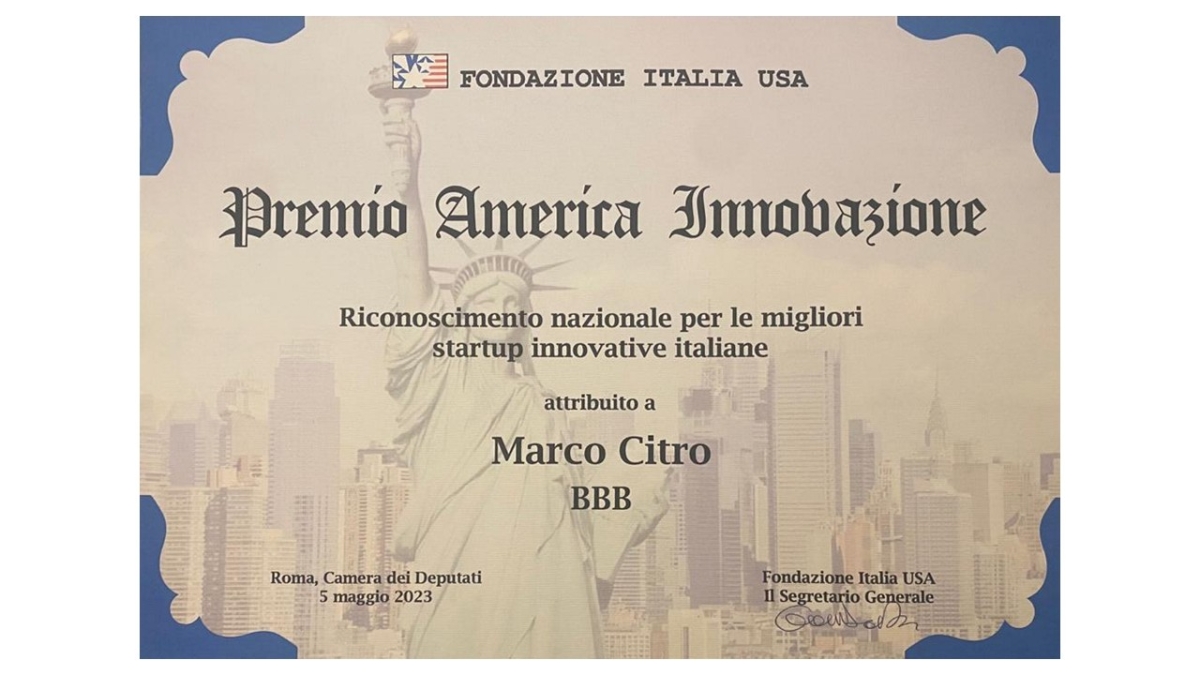 FONDAZIONE ITALIA USA
Premio America Innovazione
Riconoscimento nazionale per le migliori
startup innovative italiane
attribuito a
Marco Citro
BBB
Roma, Camera dei Deputati
5 maggio 2023
Fondazione Italia USA
Il Segretario Generale